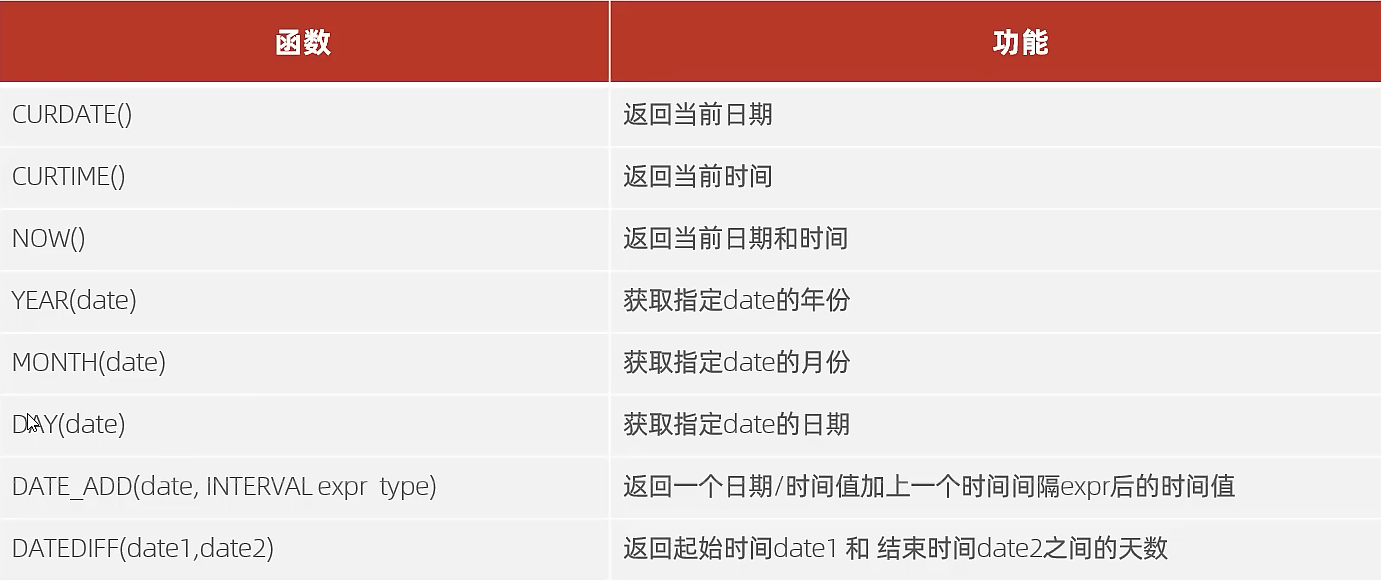 函数 功能
CURDATE() 返回当前日期
CURTIME() 返回当前时间
NOW() 返回当前日期和时间
YEAR(date) 获取指定date的年份
MONTH(date) 获取指定date的月份
DAY(date) 获取指定date的日期
DATE_ADD(date, INTERVAL expr type) 返回一个日期/时间值加上一个时间间隔expr后的时间值
DATEDIFF(date1,date2) 返回起始时间date1 和 结束时间date2之间的天数